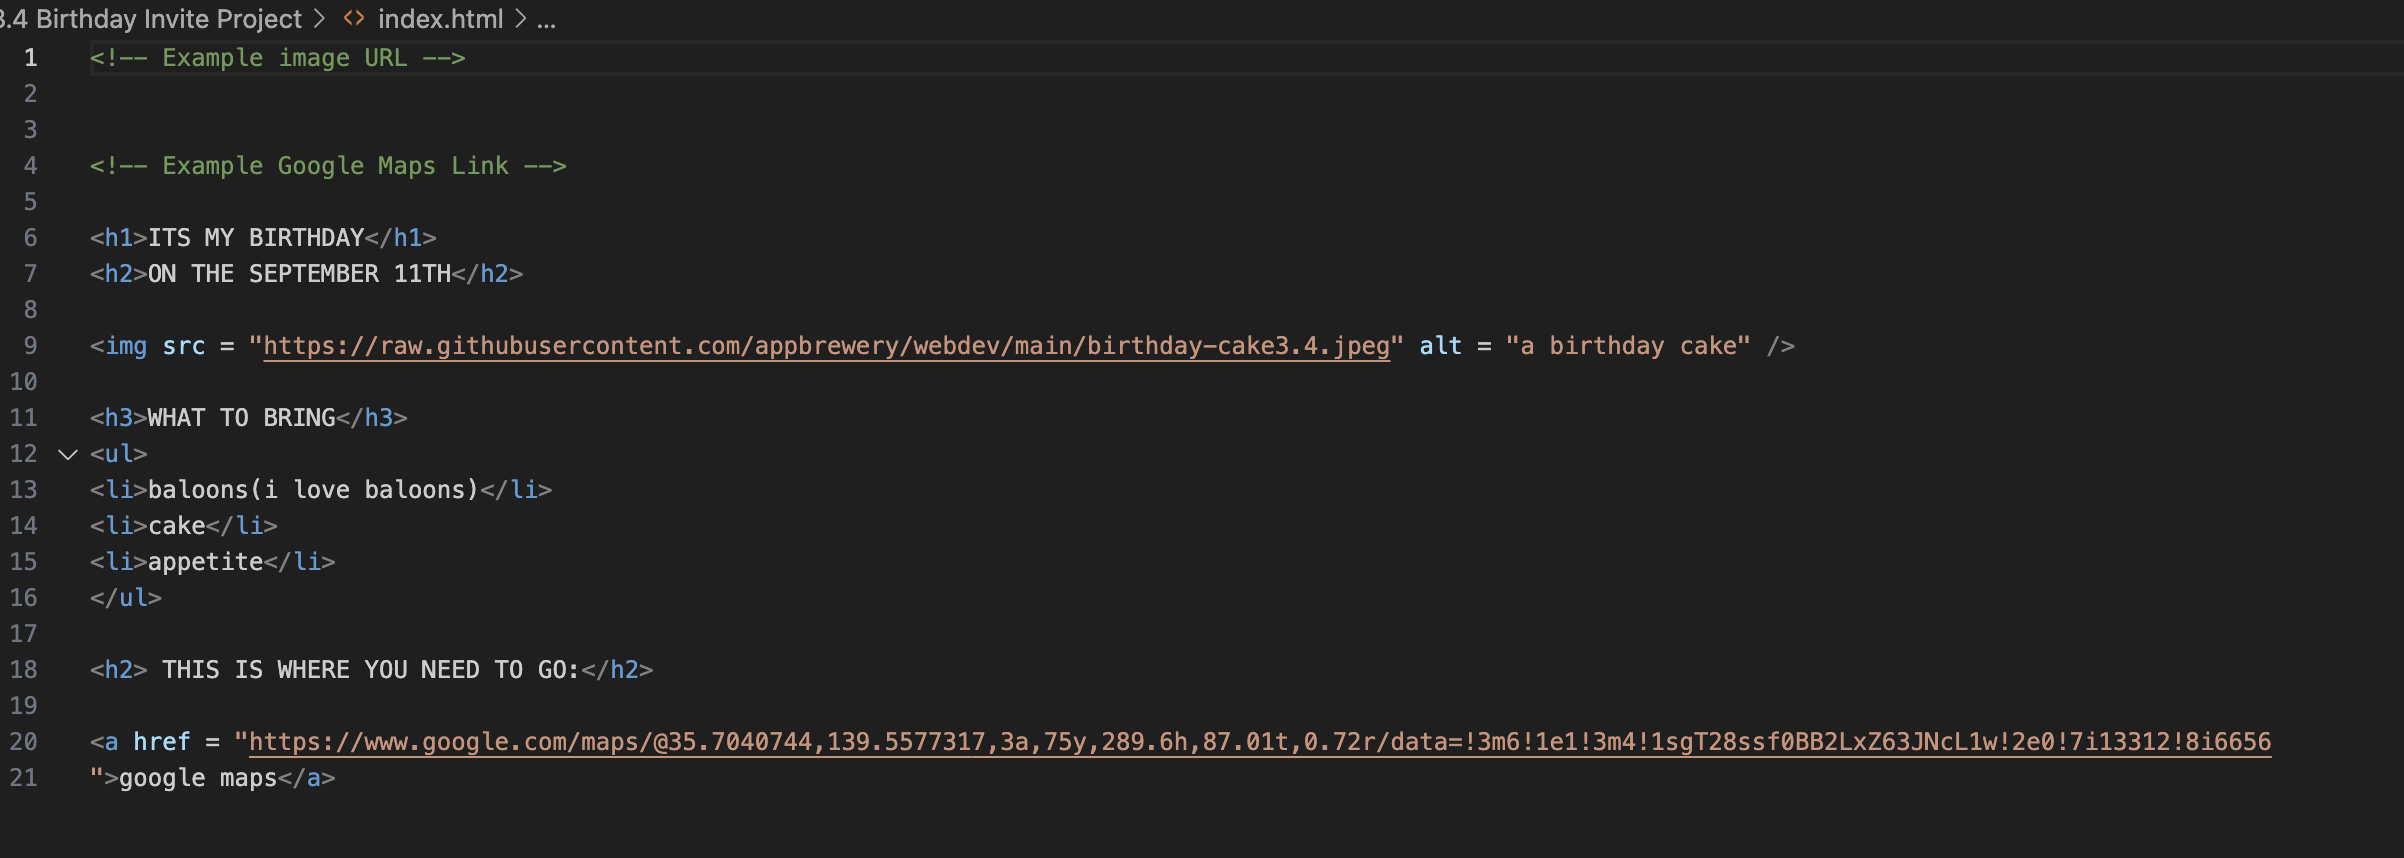 3.4 Birthday Invite Project > <> index.html > ...
1 <!-- Example image URL -->
2
3
4 <!-- Example Google Maps Link -->
5
6 <h1>ITS MY BIRTHDAY</h1>
7 <h2>ON THE SEPTEMBER 11TH</h2>
8
9 <img src = "https://raw.githubusercontent.com/appbrewery/webdev/main/birthday-cake3.4.jpeg" alt = "a birthday cake" />
10
11 <h3>WHAT TO BRING</h3>
12 <ul>
13 <li>baloons(i love baloons)</li>
14 <li>cake</li>
15 <li>appetite</li>
16 </ul>
17
18 <h2> THIS IS WHERE YOU NEED TO GO:</h2>
19
20 <a href = "https://www.google.com/maps/@35.7040744,139.5577317,3a,75y,289.6h,87.01t,0.72r/data=!3m6!1e1!3m4!1sgT28ssf0BB2LxZ63JNcL1w!2e0!7i13312!8i6656
21 ">google maps</a>